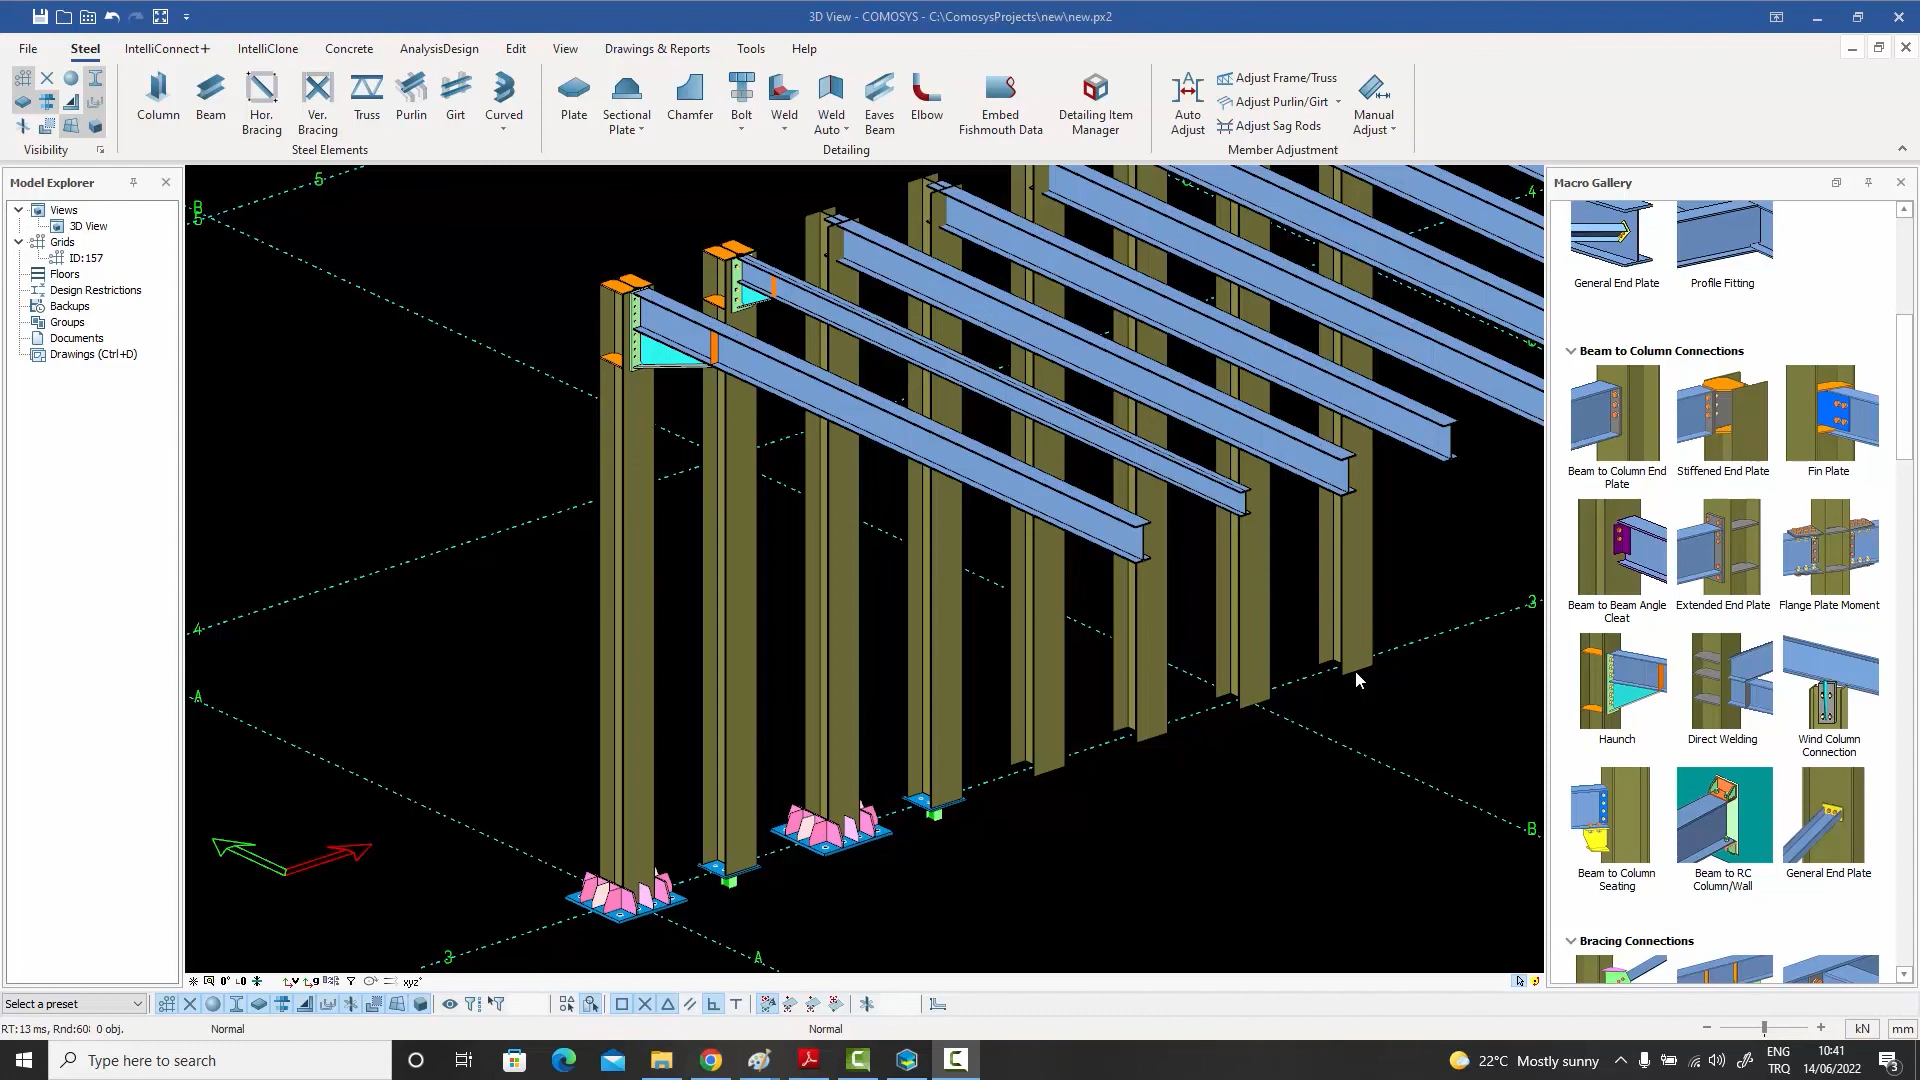 3D View - COMOSYS - C:\ComosysProjects\new\new.px2
File Steel IntelliConnect+ IntelliClone Concrete AnalysisDesign Edit View Drawings & Reports Tools Help
Column Beam Hor. Bracing Ver. Bracing Truss Purlin Girt Curved
Plate Sectional Plate Chamfer Bolt Weld Weld Auto Eaves Beam Elbow Embed Fishmouth Data Detailing Item Manager
Auto Adjust
Adjust Frame/Truss
Adjust Purlin/Girt
Adjust Sag Rods
Manual Adjust
Visibility Steel Elements Detailing Member Adjustment
Model Explorer
Views
3D View
Grids
ID:157
Floors
Design Restrictions
Backups
Groups
Documents
Drawings (Ctrl+D)
B
5
5
4
4
A
3
B
3
A
Macro Gallery
General End Plate Profile Fitting
Beam to Column Connections
Beam to Column End Plate
Stiffened End Plate
Fin Plate
Beam to Beam Angle Cleat
Extended End Plate
Flange Plate Moment
Haunch
Direct Welding
Wind Column Connection
Beam to Column Seating
Beam to RC Column/Wall
General End Plate
Bracing Connections
xyz
Select a preset
0 obj.
Normal
Normal
kN
mm
Type here to search
22°C Mostly sunny
ENG
TRQ
10:41
14/06/2022
3